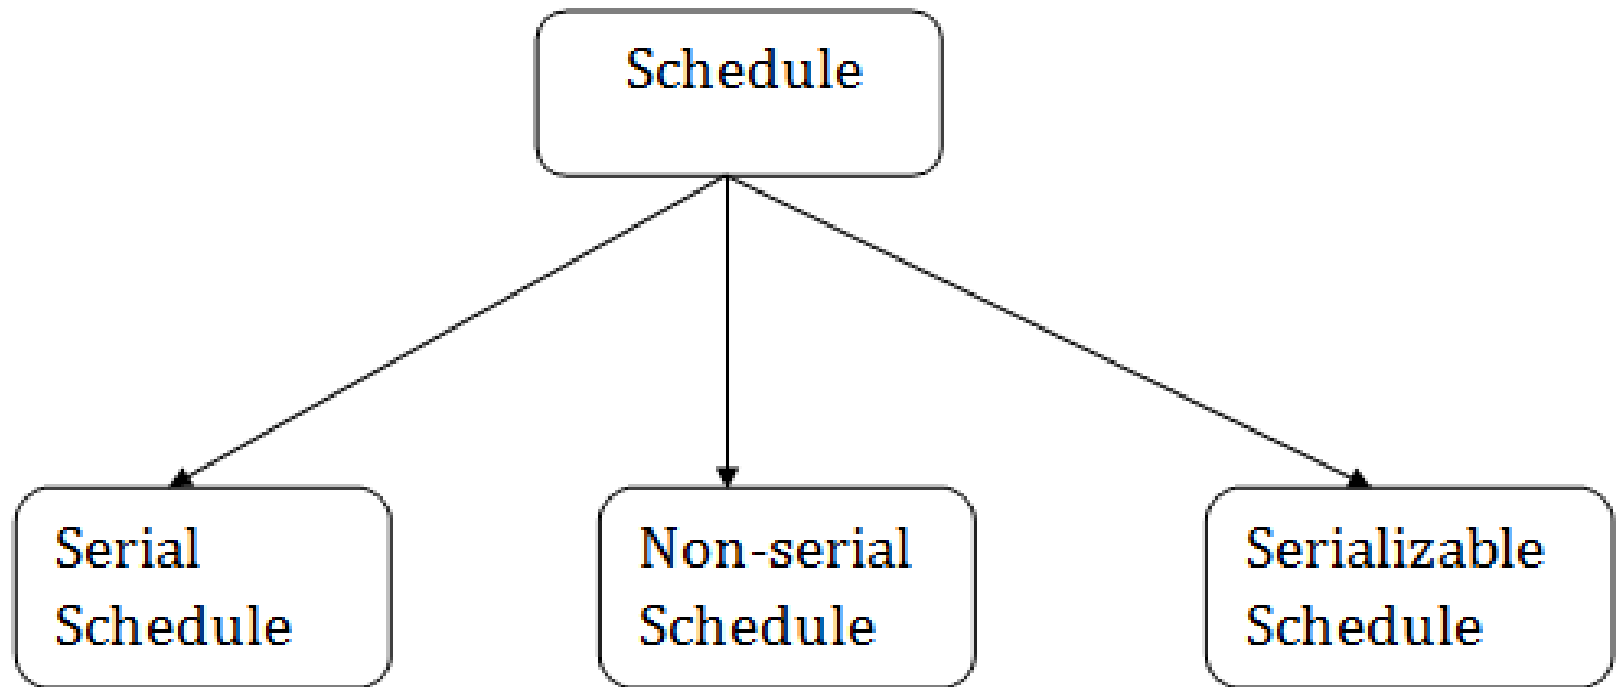 Schedule
Serial
Schedule
Non-serial
Schedule
Serializable
Schedule